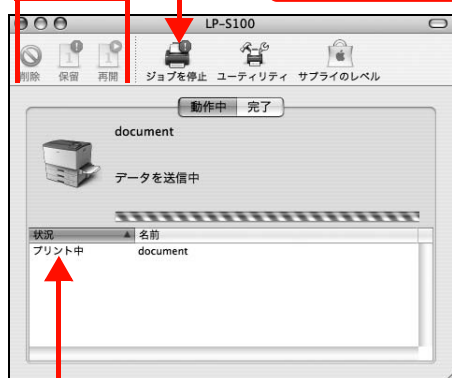 LP-S100
削除 保留 再開 ジョブを停止 ユーティリティ サプライのレベル
動作中 完了
document
データを送信中
状況 名前
プリント中 document